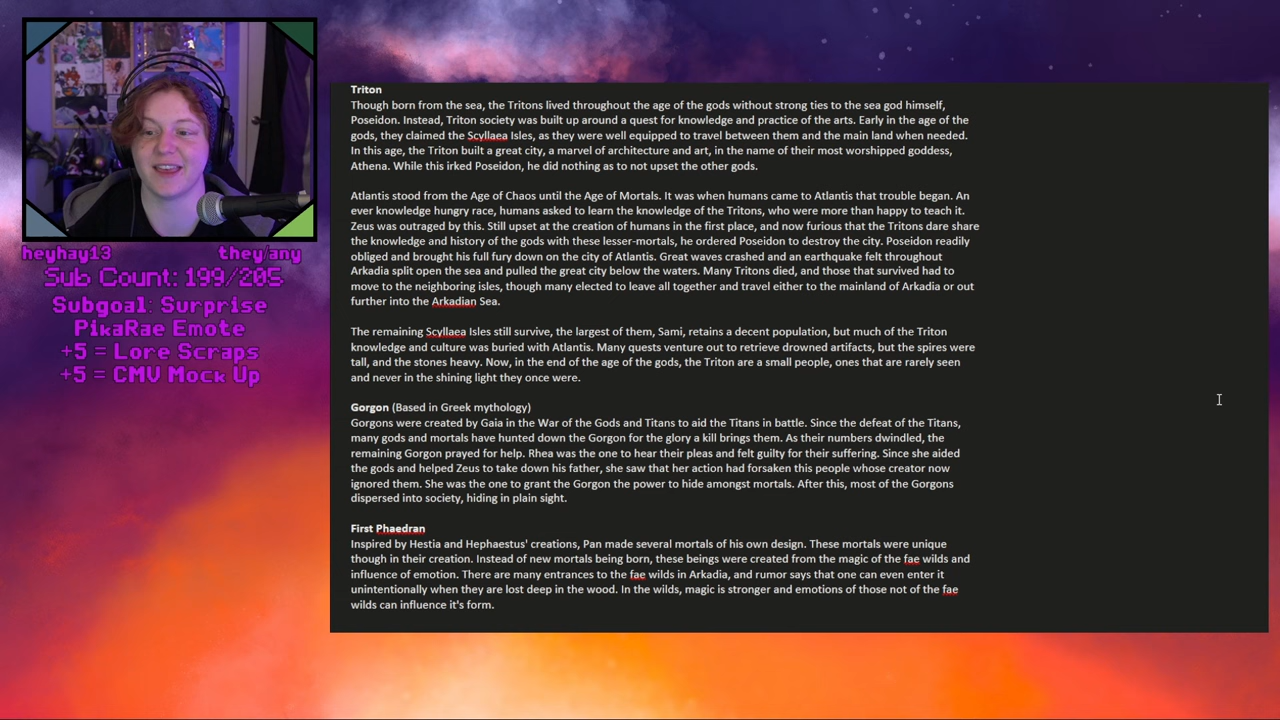 heyhay13 they/any
Sub Count: 199/205
Subgoal: Surprise
PikaRae Emote
+5 = Lore Scraps
+5 = CMV Mock Up
Triton
Though born from the sea, the Tritons lived throughout the age of the gods without strong ties to the sea god himself,
Poseidon. Instead, Triton society was built up around a quest for knowledge and practice of the arts. Early in the age of the
gods, they claimed the Scyllaea Isles, as they were well equipped to travel between them and the main land when needed.
In this age, the Triton built a great city, a marvel of architecture and art, in the name of their most worshipped goddess,
Athena. While this irked Poseidon, he did nothing as to not upset the other gods.
Atlantis stood from the Age of Chaos until the Age of Mortals. It was when humans came to Atlantis that trouble began. An
ever knowledge hungry race, humans asked to learn the knowledge of the Tritons, who were more than happy to teach it.
Zeus was outraged by this. Still upset at the creation of humans in the first place, and now furious that the Tritons dare share
the knowledge and history of the gods with these lesser-mortals, he ordered Poseidon to destroy the city. Poseidon readily
obliged and brought his full fury down on the city of Atlantis. Great waves crashed and an earthquake felt throughout
Arkadia split open the sea and pulled the great city below the waters. Many Tritons died, and those that survived had to
move to the neighboring isles, though many elected to leave all together and travel either to the mainland of Arkadia or out
further into the Arkadian Sea.
The remaining Scyllaea Isles still survive, the largest of them, Sami, retains a decent population, but much of the Triton
knowledge and culture was buried with Atlantis. Many quests venture out to retrieve drowned artifacts, but the spires were
tall, and the stones heavy. Now, in the end of the age of the gods, the Triton are a small people, ones that are rarely seen
and never in the shining light they once were.
Gorgon (Based in Greek mythology)
Gorgons were created by Gaia in the War of the Gods and Titans to aid the Titans in battle. Since the defeat of the Titans,
many gods and mortals have hunted down the Gorgon for the glory a kill brings them. As their numbers dwindled, the
remaining Gorgon prayed for help. Rhea was the one to hear their pleas and felt guilty for their suffering. Since she aided
the gods and helped Zeus to take down his father, she saw that her action had forsaken this people whose creator now
ignored them. She was the one to grant the Gorgon the power to hide amongst mortals. After this, most of the Gorgons
dispersed into society, hiding in plain sight.
First Phaedran
Inspired by Hestia and Hephaestus' creations, Pan made several mortals of his own design. These mortals were unique
though in their creation. Instead of new mortals being born, these beings were created from the magic of the fae wilds and
influence of emotion. There are many entrances to the fae wilds in Arkadia, and rumor says that one can even enter it
unintentionally when they are lost deep in the wood. In the wilds, magic is stronger and emotions of those not of the fae
wilds can influence it's form.